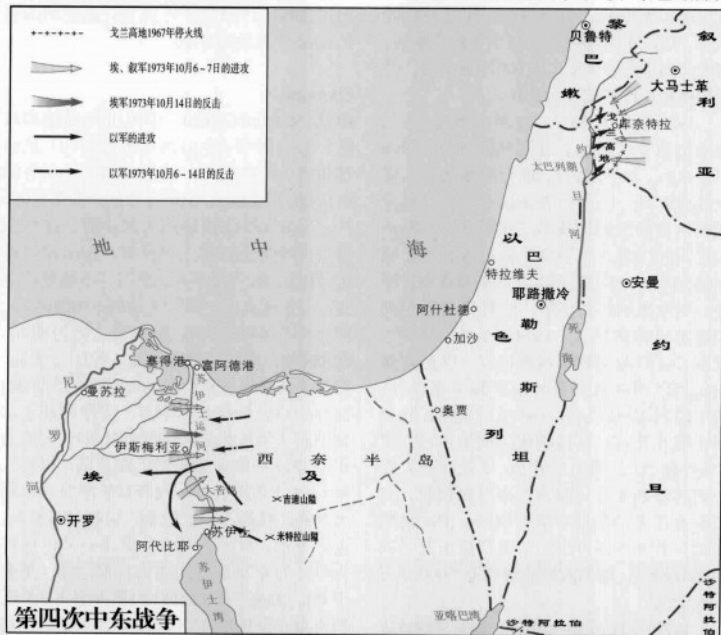 戈兰高地1967年停火线
埃、叙军1973年10月6-7日的进攻
埃军1973年10月14日的反击
以军的进攻
以军1973年10月6-14日的反击
黎巴嫩
贝鲁特
叙利亚
大马士革
库奈特拉
戈兰高地
太巴列湖
约旦河
地中海
以色列
巴勒斯坦
特拉维夫
耶路撒冷
安曼
阿什杜德
加沙
死海
约旦
塞得港
富阿德港
苏伊士运河
尼罗河
曼苏拉
奥贾
伊斯梅利亚
西奈半岛
埃及
大苦湖
吉迪山隘
开罗
苏伊士
米特拉山隘
阿代比耶
苏伊士湾
亚喀巴湾
沙特阿拉伯
沙特阿拉伯
第四次中东战争